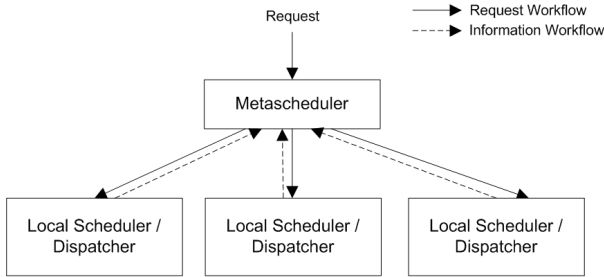 Request
Request Workflow
Information Workflow
Metascheduler
Local Scheduler /
Dispatcher
Local Scheduler /
Dispatcher
Local Scheduler /
Dispatcher